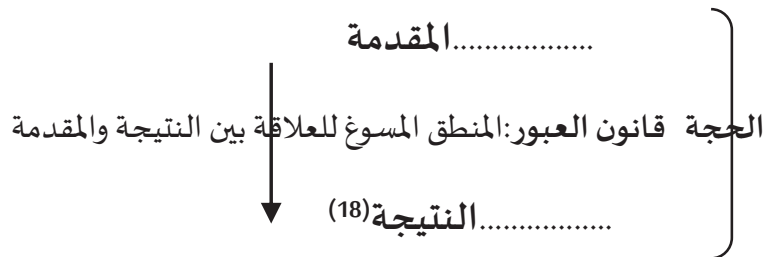 ..................المقدمة
الحجة قانون العبور:المنطق المسوغ للعلاقة بين النتيجة والمقدمة
.................النتيجة(18)